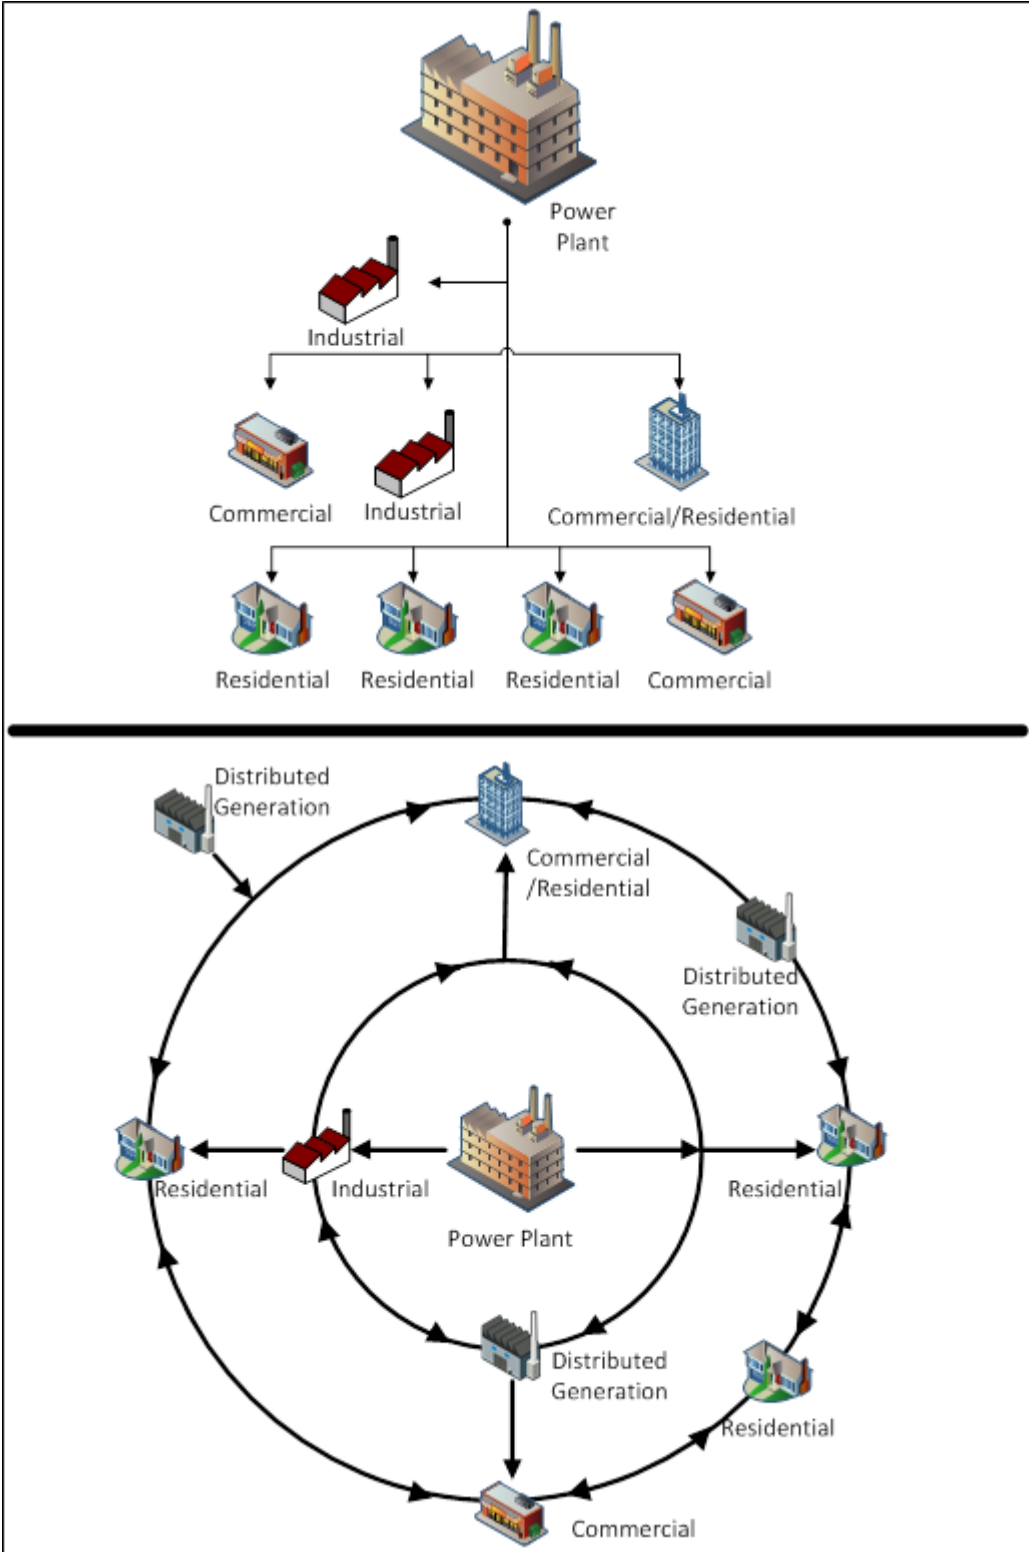 Power
Plant
Industrial
Commercial
Industrial
Commercial/Residential
Residential
Residential
Residential
Commercial
Distributed
Generation
Commercial
/Residential
Distributed
Generation
Residential
Industrial
Residential
Power Plant
Distributed
Generation
Residential
Commercial